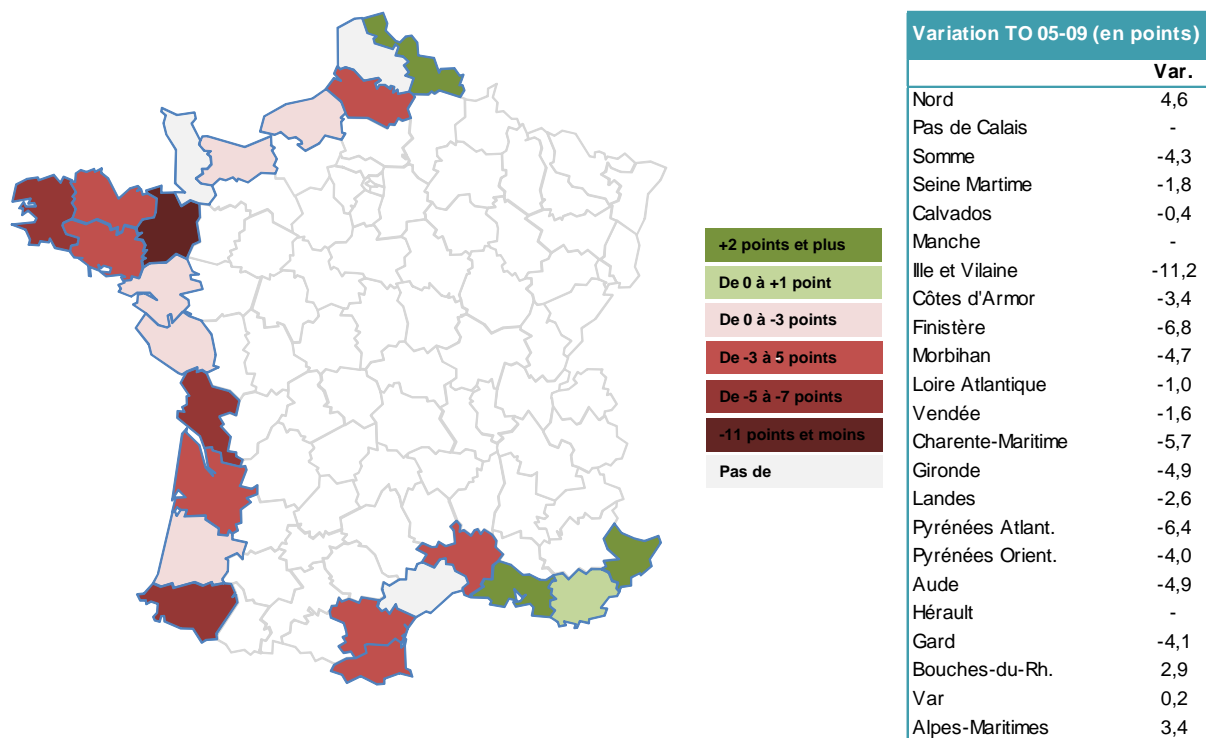 Variation TO 05-09 (en points)
Var.
Nord 4,6
Pas de Calais -
Somme -4,3
Seine Martime -1,8
Calvados -0,4
Manche -
Ille et Vilaine -11,2
Côtes d'Armor -3,4
Finistère -6,8
Morbihan -4,7
Loire Atlantique -1,0
Vendée -1,6
Charente-Maritime -5,7
Gironde -4,9
Landes -2,6
Pyrénées Atlant. -6,4
Pyrénées Orient. -4,0
Aude -4,9
Hérault -
Gard -4,1
Bouches-du-Rh. 2,9
Var 0,2
Alpes-Maritimes 3,4
+2 points et plus
De 0 à +1 point
De 0 à -3 points
De -3 à 5 points
De -5 à -7 points
-11 points et moins
Pas de